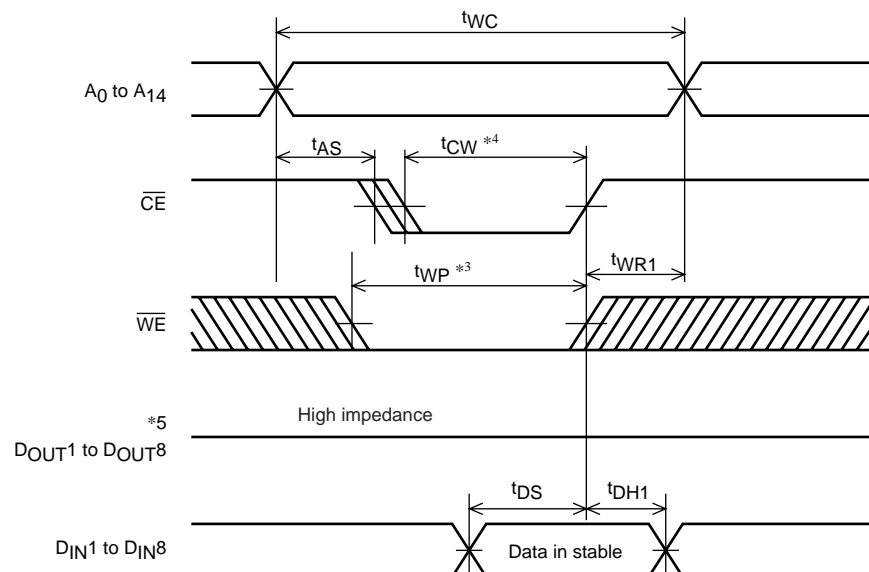 tWC
A0 to A14
tAS
tCW *4
CE
tWP *3
tWR1
WE
*5
High impedance
DOUT1 to DOUT8
tDS
tDH1
DIN1 to DIN8
Data in stable